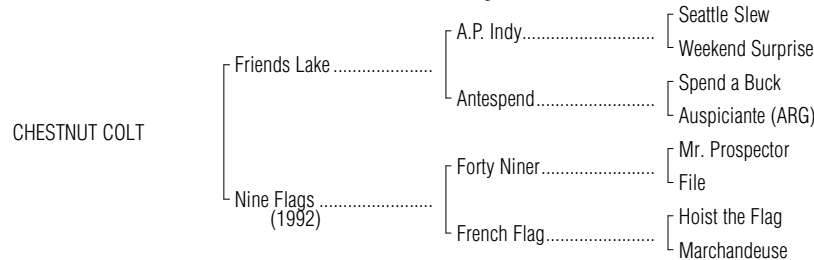 Seattle Slew
A.P. Indy......................................
Weekend Surprise
Friends Lake ......................
Spend a Buck
Antespend..................................
Auspiciante (ARG)
CHESTNUT COLT
Mr. Prospector
Forty Niner.................................
File
Nine Flags .........................
(1992)
Hoist the Flag
French Flag................................
Marchandeuse